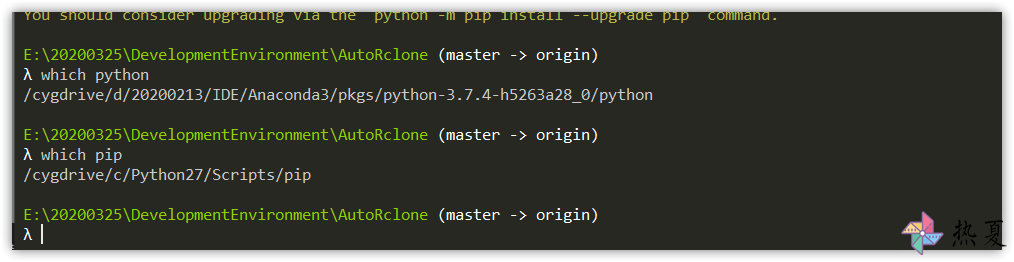 You should consider upgrading via the 'python -m pip install --upgrade pip' command.
E:\20200325\DevelopmentEnvironment\AutoRclone (master -> origin)
λ which python
/cygdrive/d/20200213/IDE/Anaconda3/pkgs/python-3.7.4-h5263a28_0/python
E:\20200325\DevelopmentEnvironment\AutoRclone (master -> origin)
λ which pip
/cygdrive/c/Python27/Scripts/pip
E:\20200325\DevelopmentEnvironment\AutoRclone (master -> origin)
λ
热夏